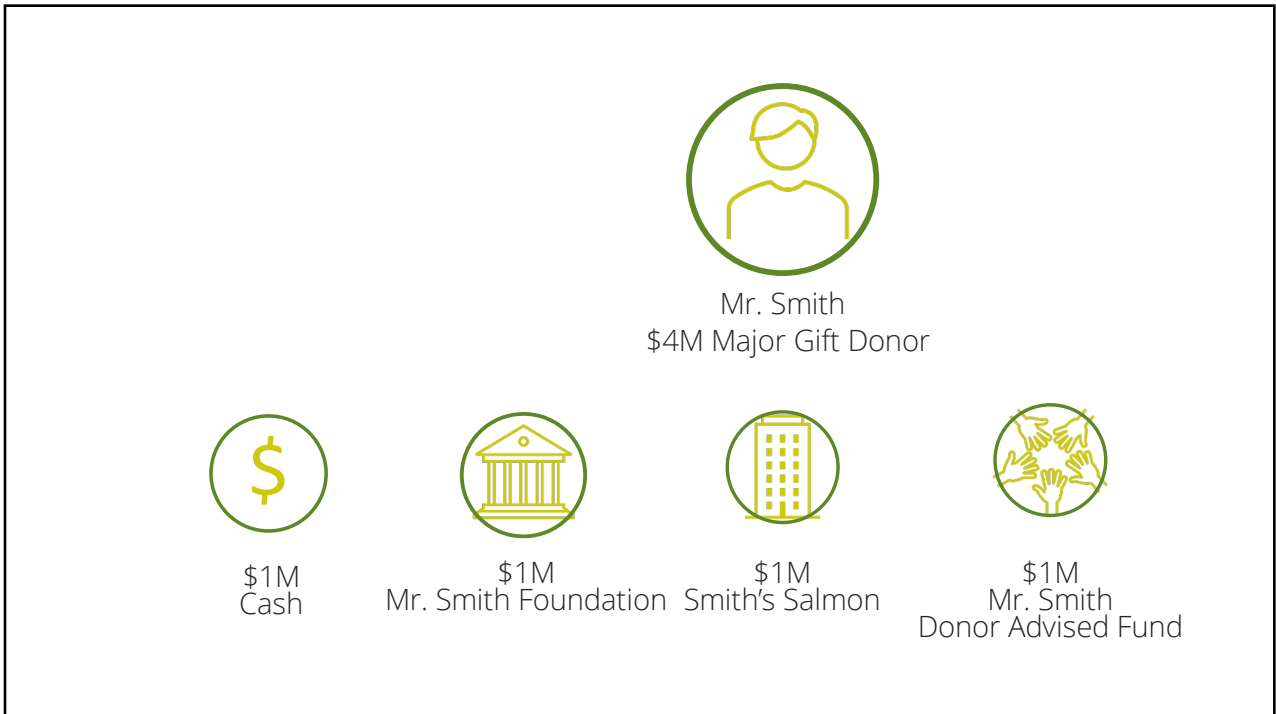 Mr. Smith
$4M Major Gift Donor
$
$1M
Cash
$1M
Mr. Smith Foundation
$1M
Smith’s Salmon
$1M
Mr. Smith
Donor Advised Fund